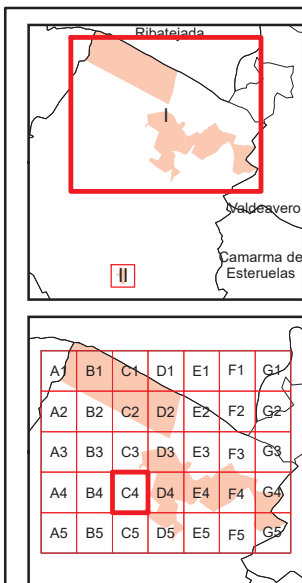 Ribatejada
I
Valdeavero
Camarma de
Esteruelas
II
A1 B1 C1 D1 E1 F1 G1
A2 B2 C2 D2 E2 F2 G2
A3 B3 C3 D3 E3 F3 G3
A4 B4 C4 D4 E4 F4 G4
A5 B5 C5 D5 E5 F5 G5